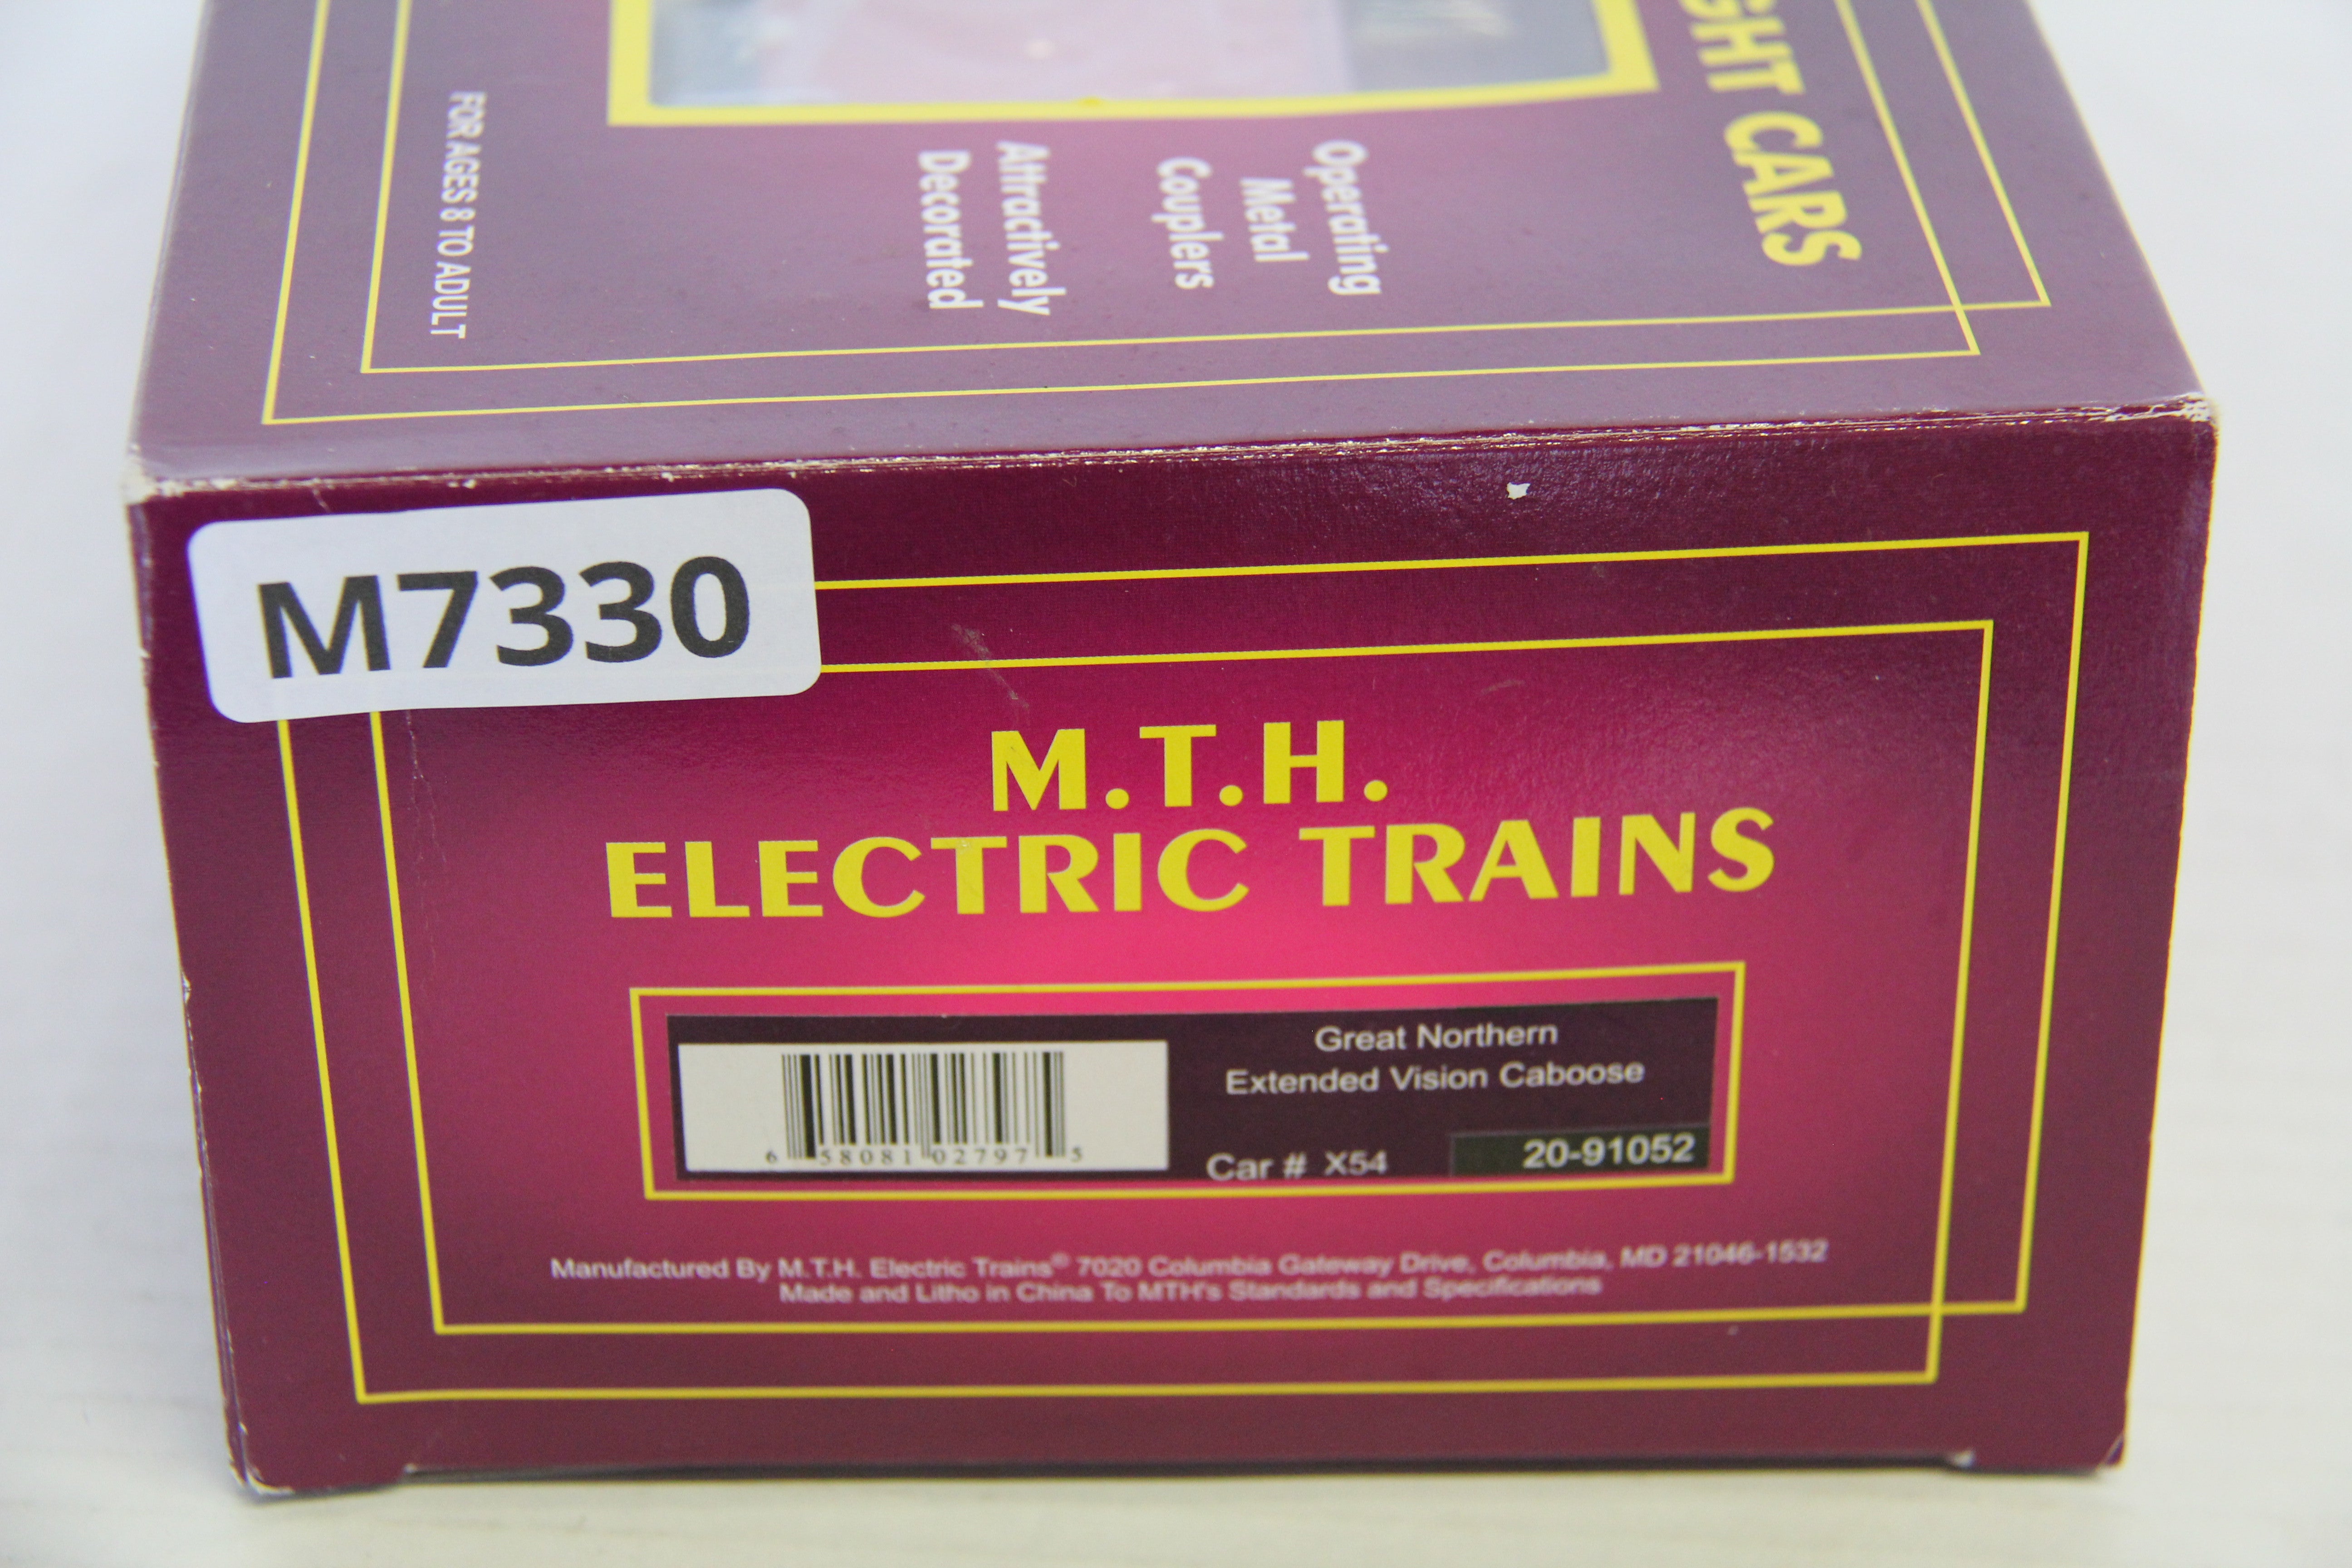 GHT CARS
Operating
Metal
Couplers
Attractively
Decorated
FOR AGES 8 TO ADULT
M7330
M.T.H.
ELECTRIC TRAINS
Great Northern
Extended Vision Caboose
6 58081 02797 5
Car # X54 20-91052
Manufactured By M.T.H. Electric Trains® 7020 Columbia Gateway Drive, Columbia, MD 21046-1532
Made and Litho in China To MTH's Standards and Specifications